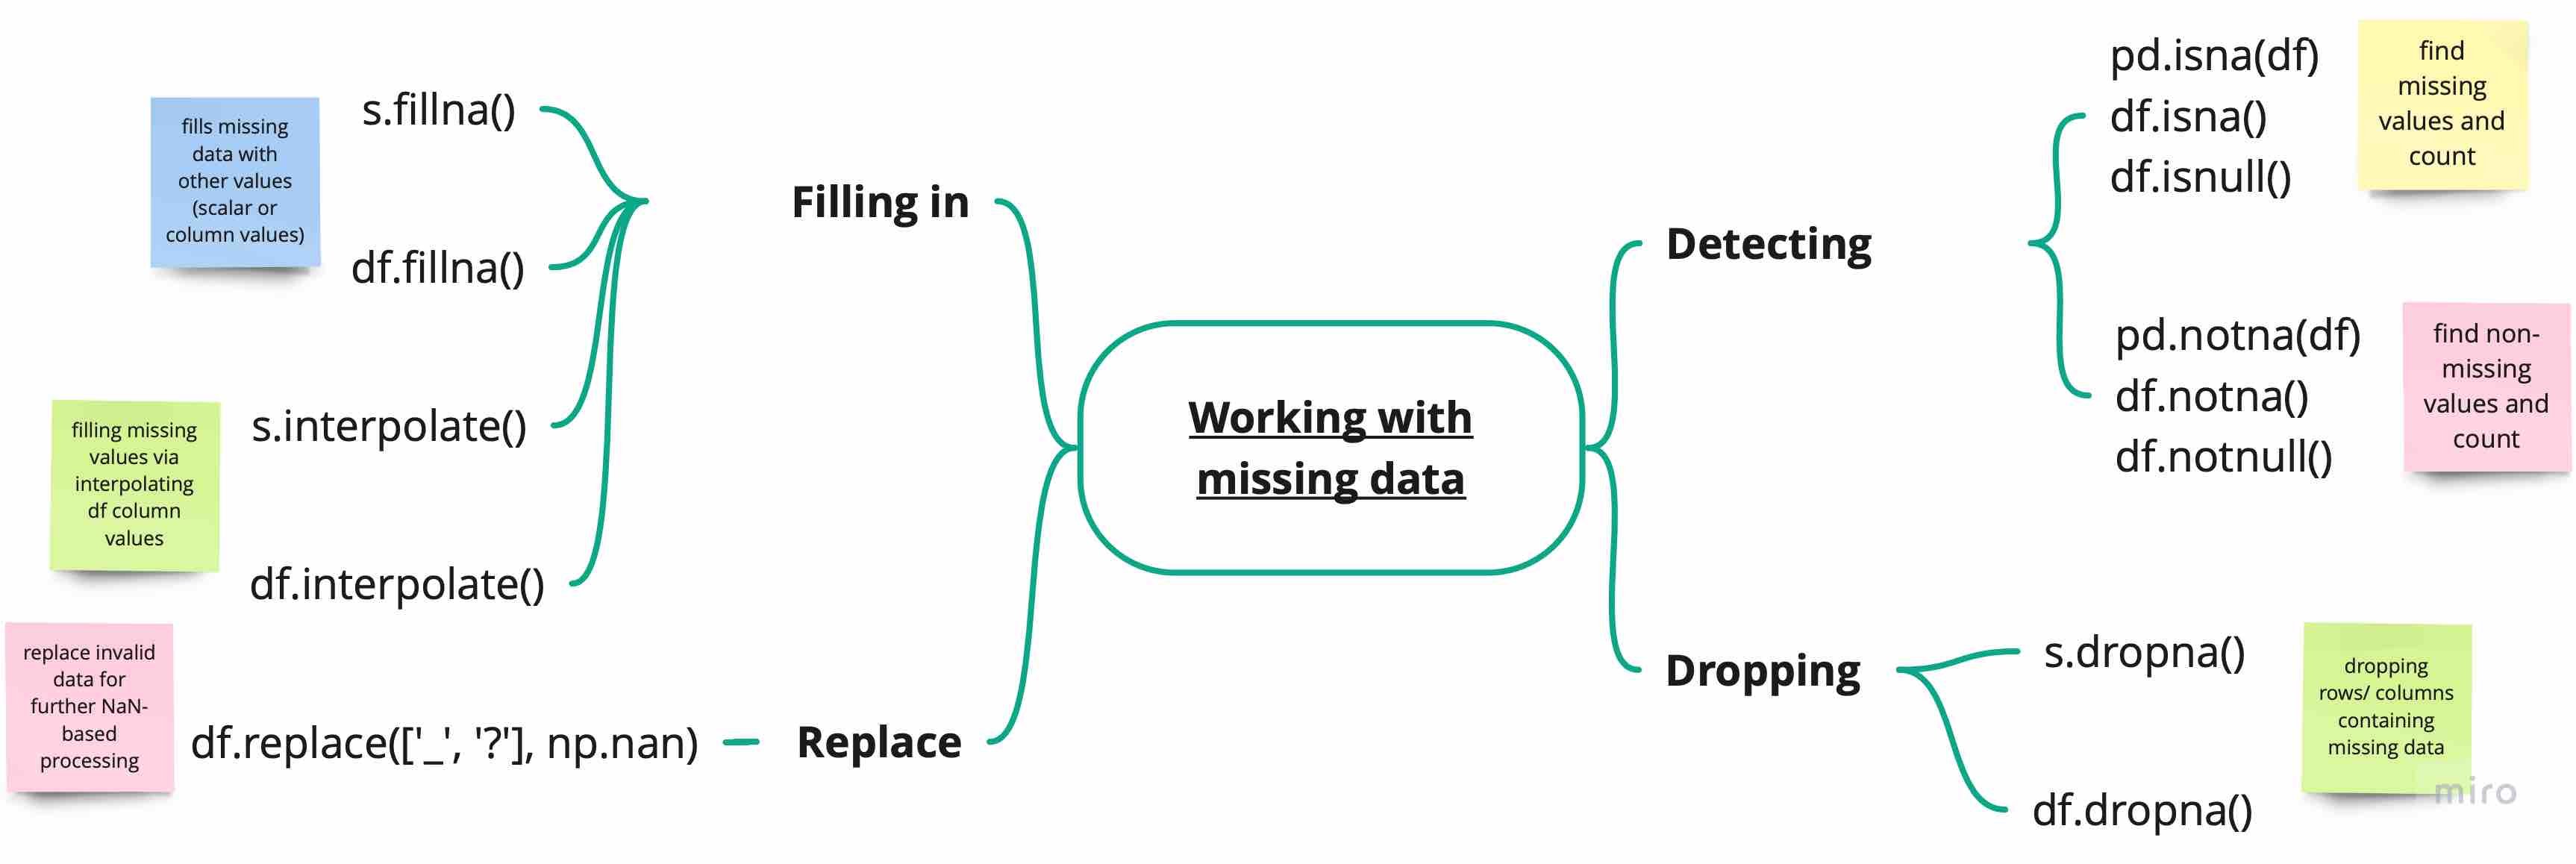 Working with
missing data
Filling in
s.fillna()
df.fillna()
fills missing
data with
other values
(scalar or
column values)
s.interpolate()
df.interpolate()
filling missing
values via
interpolating
df column
values
Replace
df.replace(['_', '?'], np.nan)
replace invalid
data for
further NaN-
based
processing
Detecting
pd.isna(df)
df.isna()
df.isnull()
find
missing
values and
count
pd.notna(df)
df.notna()
df.notnull()
find non-
missing
values and
count
Dropping
s.dropna()
df.dropna()
dropping
rows/ columns
containing
missing data
miro